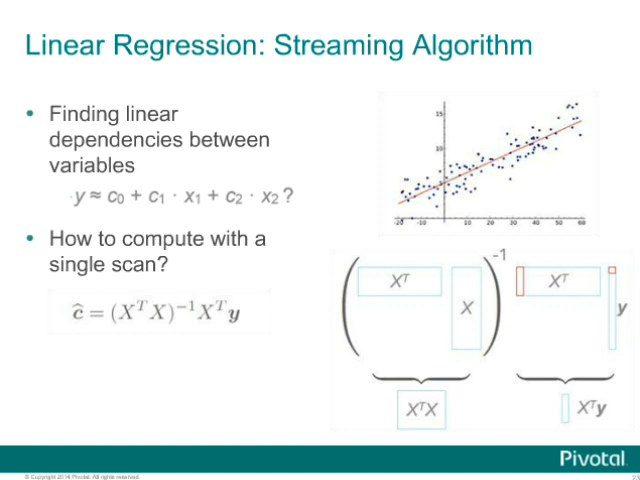 Linear Regression: Streaming Algorithm
• Finding linear
dependencies between
variables
y ≈ c₀ + c₁ · x₁ + c₂ · x₂ ?
• How to compute with a
single scan?
ĉ = (XᵀX)⁻¹Xᵀy
15
10
5
-20 -10 10 20 30 40 50 60
-1
Xᵀ
Xᵀ
X
y
XᵀX
Xᵀy
Pivotal
© Copyright 2014 Pivotal. All rights reserved.